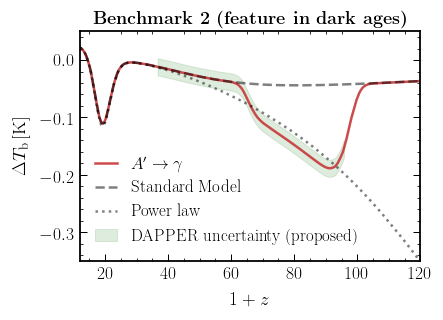 Benchmark 2 (feature in dark ages)
0.0
−0.1
−0.2
−0.3
ΔT_b [K]
A′ → γ
Standard Model
Power law
DAPPER uncertainty (proposed)
20 40 60 80 100 120
1 + z